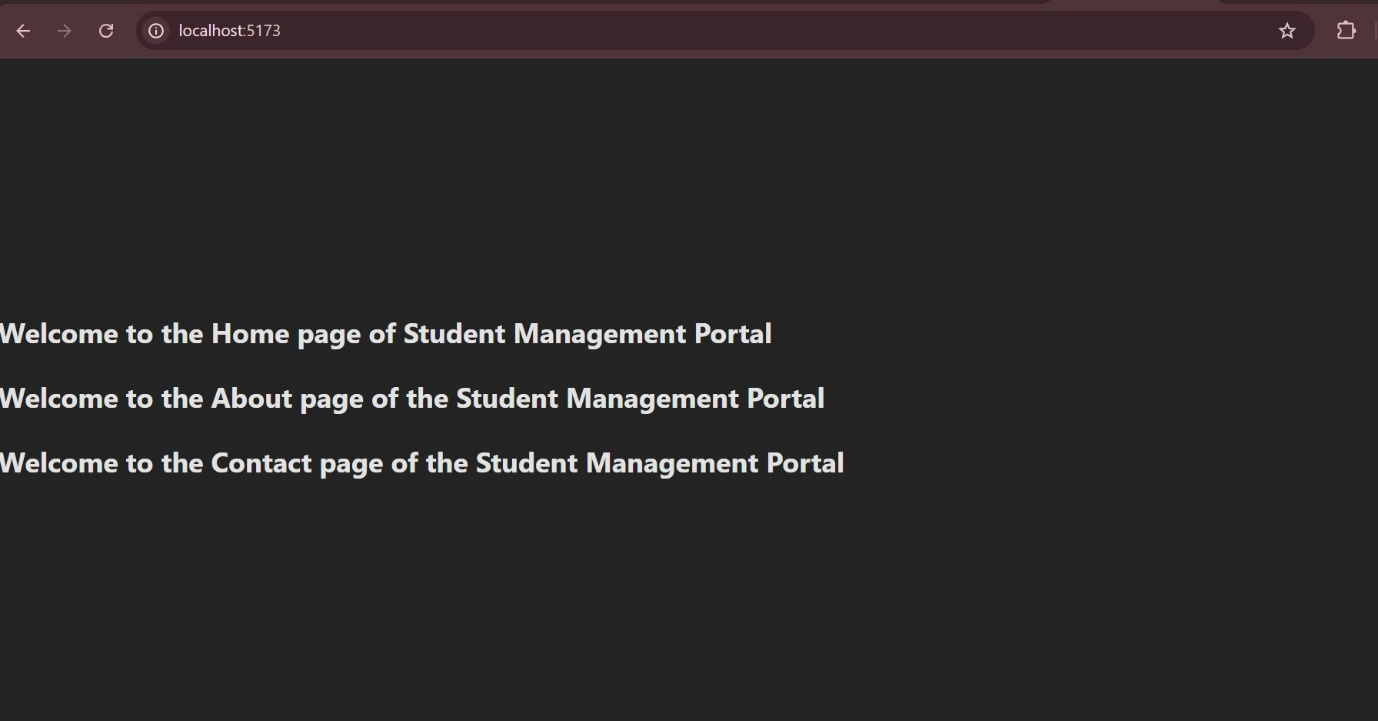 localhost:5173
Welcome to the Home page of Student Management Portal
Welcome to the About page of the Student Management Portal
Welcome to the Contact page of the Student Management Portal